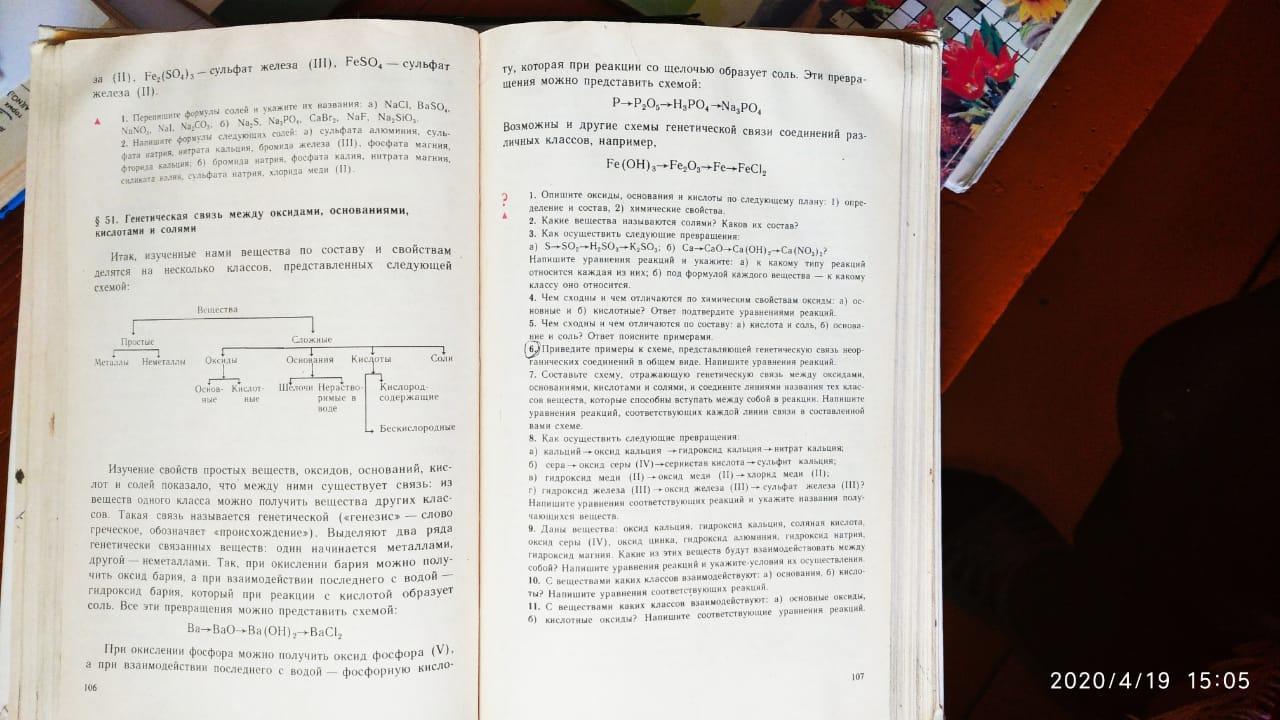 за (II), Fe₂(SO₄)₃ — сульфат железа (III), FeSO₄ — сульфат
железа (II).
1. Перепишите формулы солей и укажите их названия: а) NaCl, BaSO₄,
NaNO₃, NaI, Na₂CO₃; б) Na₂S, Na₃PO₄, CaBr₂, NaF, Na₂SiO₃.
2. Напишите формулы следующих солей: а) сульфата алюминия, суль-
фата натрия, нитрата кальция, бромида железа (III), фосфата магния,
фторида кальция; б) бромида натрия, фосфата калия, нитрата магния,
силиката калия, сульфата натрия, хлорида меди (II).
§ 51. Генетическая связь между оксидами, основаниями,
кислотами и солями
Итак, изученные нами вещества по составу и свойствам
делятся на несколько классов, представленных следующей
схемой:
Вещества
Простые Сложные
Металлы Неметаллы Оксиды Основания Кислоты Соли
Основ- Кислот- Щелочи Нераство- Кислород-
ные ные римые в содержащие
воде
Бескислородные
Изучение свойств простых веществ, оксидов, оснований, кис-
лот и солей показало, что между ними существует связь: из
веществ одного класса можно получить вещества других клас-
сов. Такая связь называется генетической («генезис» — слово
греческое, обозначает «происхождение»). Выделяют два ряда
генетически связанных веществ: один начинается металлами,
другой — неметаллами. Так, при окислении бария можно полу-
чить оксид бария, а при взаимодействии последнего с водой —
гидроксид бария, который при реакции с кислотой образует
соль. Все эти превращения можно представить схемой:
Ba→BaO→Ba(OH)₂→BaCl₂
При окислении фосфора можно получить оксид фосфора (V),
а при взаимодействии последнего с водой — фосфорную кисло-
106
ту, которая при реакции со щелочью образует соль. Эти превра-
щения можно представить схемой:
P→P₂O₅→H₃PO₄→Na₃PO₄
Возможны и другие схемы генетической связи соединений раз-
личных классов, например,
Fe(OH)₃→Fe₂O₃→Fe→FeCl₂
?
1. Опишите оксиды, основания и кислоты по следующему плану: 1) опре-
деление и состав, 2) химические свойства.
2. Какие вещества называются солями? Каков их состав?
3. Как осуществить следующие превращения:
а) S→SO₂→H₂SO₃→K₂SO₃; б) Ca→CaO→Ca(OH)₂→Ca(NO₃)₂?
Напишите уравнения реакций и укажите: а) к какому типу реакций
относится каждая из них; б) под формулой каждого вещества — к какому
классу оно относится.
4. Чем сходны и чем отличаются по химическим свойствам оксиды: а) ос-
новные и б) кислотные? Ответ подтвердите уравнениями реакций.
5. Чем сходны и чем отличаются по составу: а) кислота и соль, б) основа-
ние и соль? Ответ поясните примерами.
6. Приведите примеры к схеме, представляющей генетическую связь неор-
ганических соединений в общем виде. Напишите уравнения реакций.
7. Составьте схему, отражающую генетическую связь между оксидами,
основаниями, кислотами и солями, и соедините линиями названия тех клас-
сов веществ, которые способны вступать между собой в реакции. Напишите
уравнения реакций, соответствующих каждой линии связи в составленной
вами схеме.
8. Как осуществить следующие превращения:
а) кальций→оксид кальция →гидроксид кальция→нитрат кальция;
б) сера→оксид серы (IV)→сернистая кислота→сульфит кальция;
в) гидроксид меди (II)→оксид меди (II)→хлорид меди (II);
г) гидроксид железа (III)→оксид железа (III)→сульфат железа (III)?
Напишите уравнения соответствующих реакций и укажите названия полу-
чающихся веществ.
9. Даны вещества: оксид кальция, гидроксид кальция, соляная кислота,
оксид серы (IV), оксид цинка, гидроксид алюминия, гидроксид натрия,
гидроксид магния. Какие из этих веществ будут взаимодействовать между
собой? Напишите уравнения реакций и укажите условия их осуществления.
10. С веществами каких классов взаимодействуют: а) основания, б) кисло-
ты? Напишите уравнения соответствующих реакций.
11. С веществами каких классов взаимодействуют: а) основные оксиды,
б) кислотные оксиды? Напишите соответствующие уравнения реакций.
107
2020/4/19 15:05